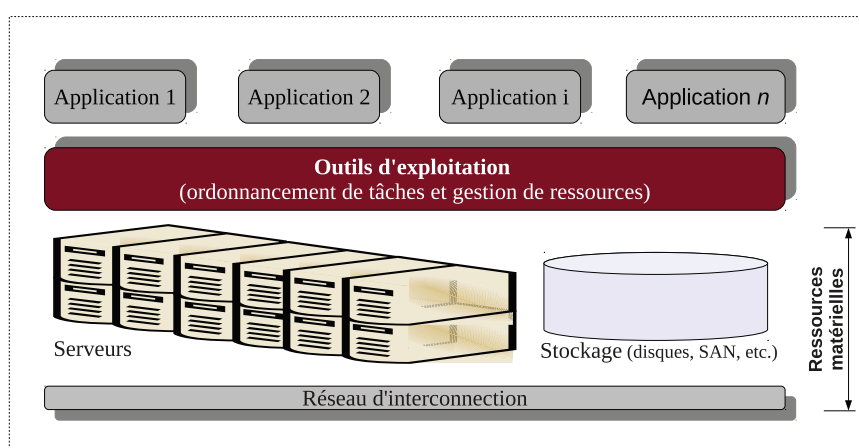 Application 1
Application 2
Application i
Application n
Outils d'exploitation
(ordonnancement de tâches et gestion de ressources)
Serveurs
Stockage (disques, SAN, etc.)
Ressources
matérielllles
Réseau d'interconnection